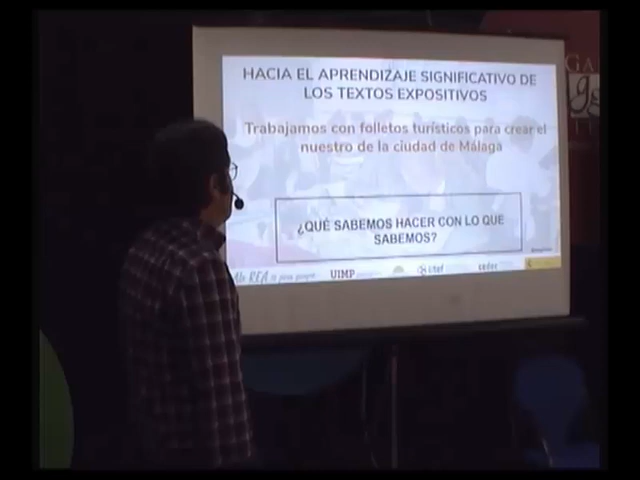 HACIA EL APRENDIZAJE SIGNIFICATIVO DE
LOS TEXTOS EXPOSITIVOS
Trabajamos con folletos turísticos para crear el
nuestro de la ciudad de Málaga
¿QUÉ SABEMOS HACER CON LO QUE
SABEMOS?
UIMP